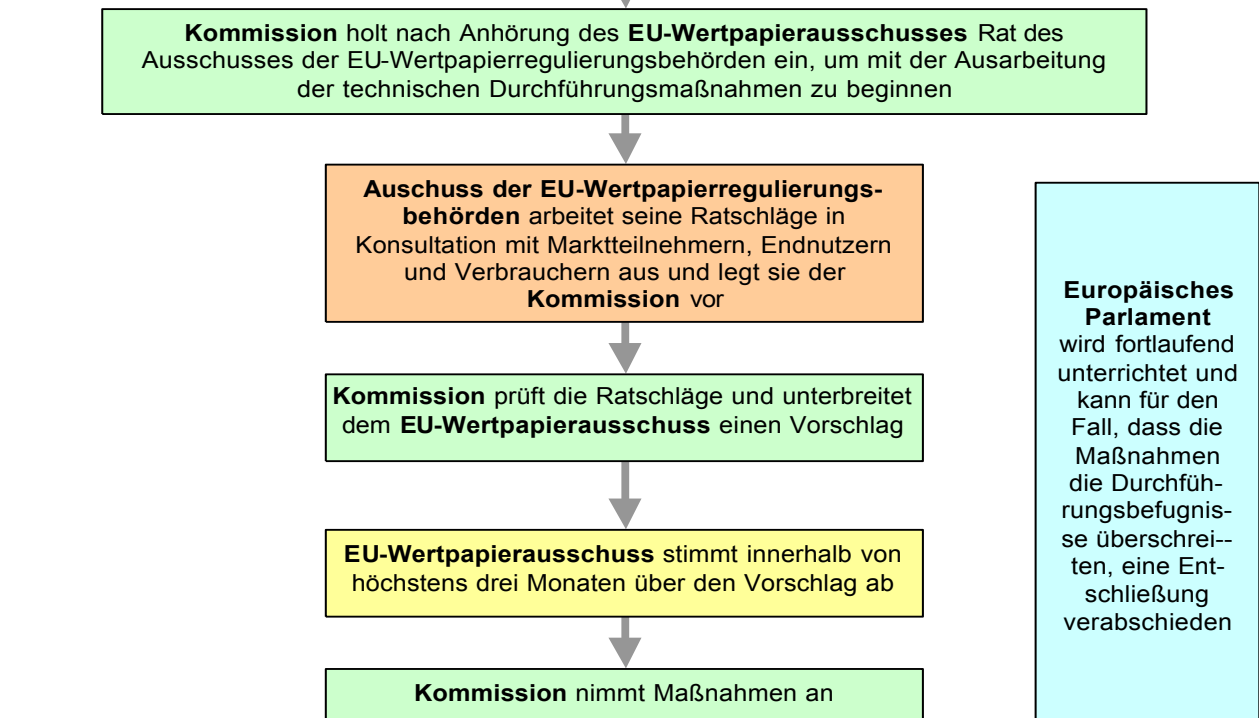 Kommission holt nach Anhörung des EU-Wertpapierausschusses Rat des
Ausschusses der EU-Wertpapierregulierungsbehörden ein, um mit der Ausarbeitung
der technischen Durchführungsmaßnahmen zu beginnen
Auschuss der EU-Wertpapierregulierungs-
behörden arbeitet seine Ratschläge in
Konsultation mit Marktteilnehmern, Endnutzern
und Verbrauchern aus und legt sie der
Kommission vor
Kommission prüft die Ratschläge und unterbreitet
dem EU-Wertpapierausschuss einen Vorschlag
EU-Wertpapierausschuss stimmt innerhalb von
höchstens drei Monaten über den Vorschlag ab
Kommission nimmt Maßnahmen an
Europäisches
Parlament
wird fortlaufend
unterrichtet und
kann für den
Fall, dass die
Maßnahmen
die Durchfüh-
rungsbefugnis-
se überschrei--
ten, eine Ent-
schließung
verabschieden